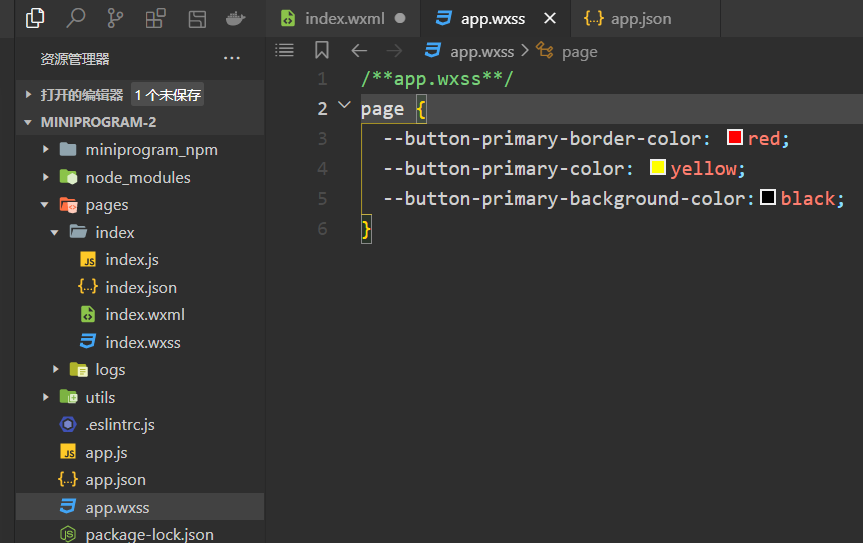 index.wxml
app.wxss
app.json
资源管理器
app.wxss
page
打开的编辑器
1 个未保存
MINIPROGRAM-2
miniprogram_npm
node_modules
pages
index
JS index.js
{..} index.json
index.wxml
index.wxss
logs
utils
.eslintrc.js
JS app.js
{..} app.json
app.wxss
JS package-lock.json
1 /**app.wxss**/
2 page {
3 --button-primary-border-color: red;
4 --button-primary-color: yellow;
5 --button-primary-background-color:black;
6 }